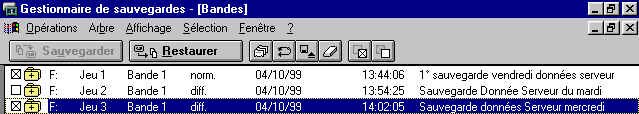 Gestionnaire de sauvegardes - [Bandes]
Opérations Arbre Affichage Sélection Fenêtre ?
Sauvegarder Restaurer
F: Jeu 1 Bande 1 norm. 04/10/99 13:44:06 1° sauvegarde vendredi données serveur
F: Jeu 2 Bande 1 diff. 04/10/99 13:54:25 Sauvegarde Donnée Serveur du mardi
F: Jeu 3 Bande 1 diff. 04/10/99 14:02:05 Sauvegarde données Serveur mercredi